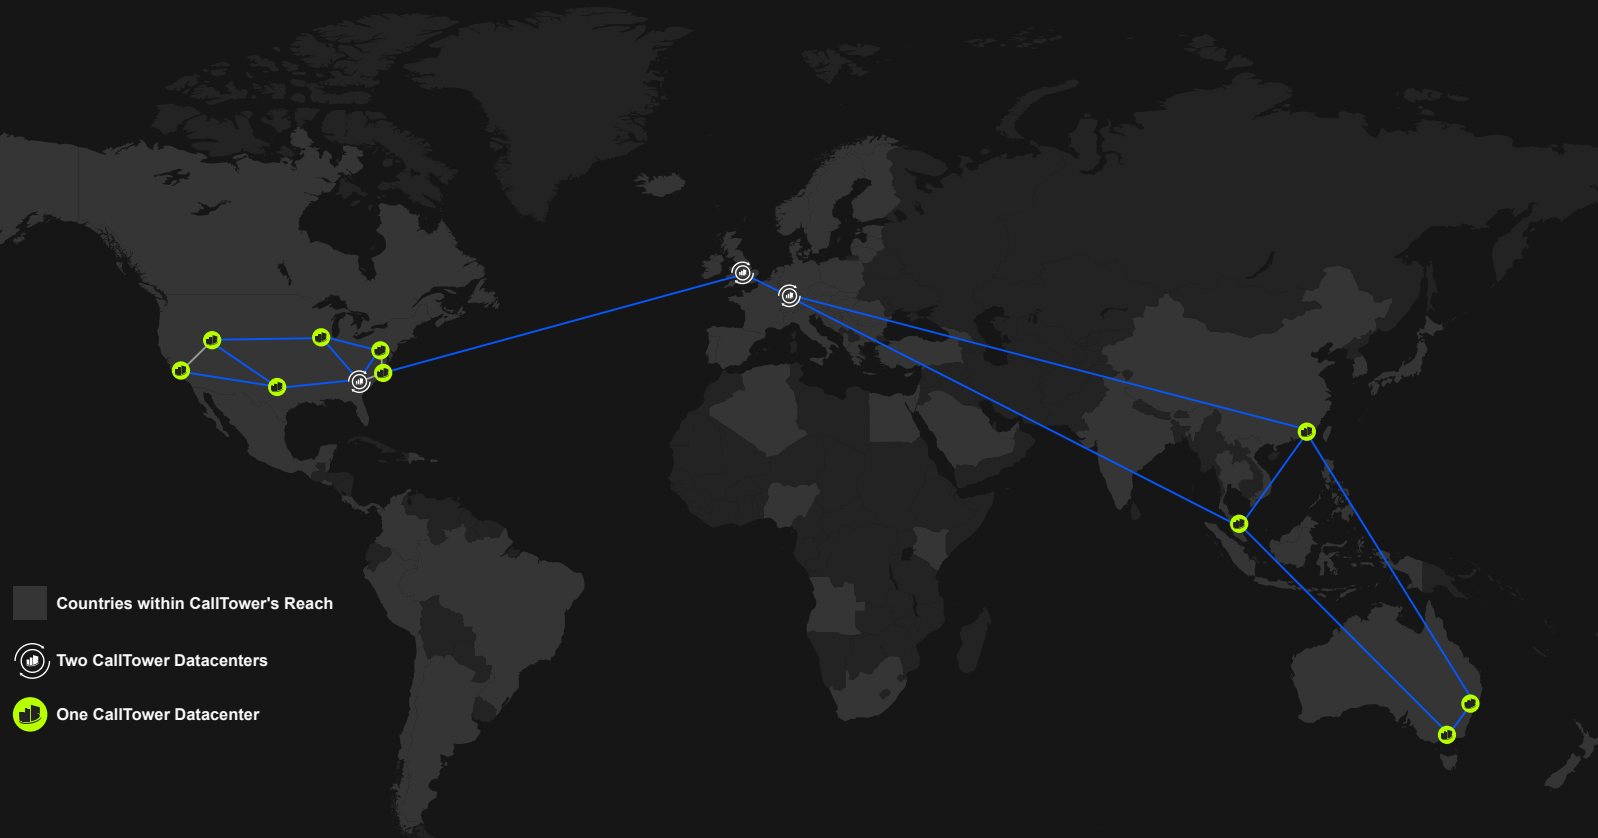 Countries within CallTower's Reach
Two CallTower Datacenters
One CallTower Datacenter